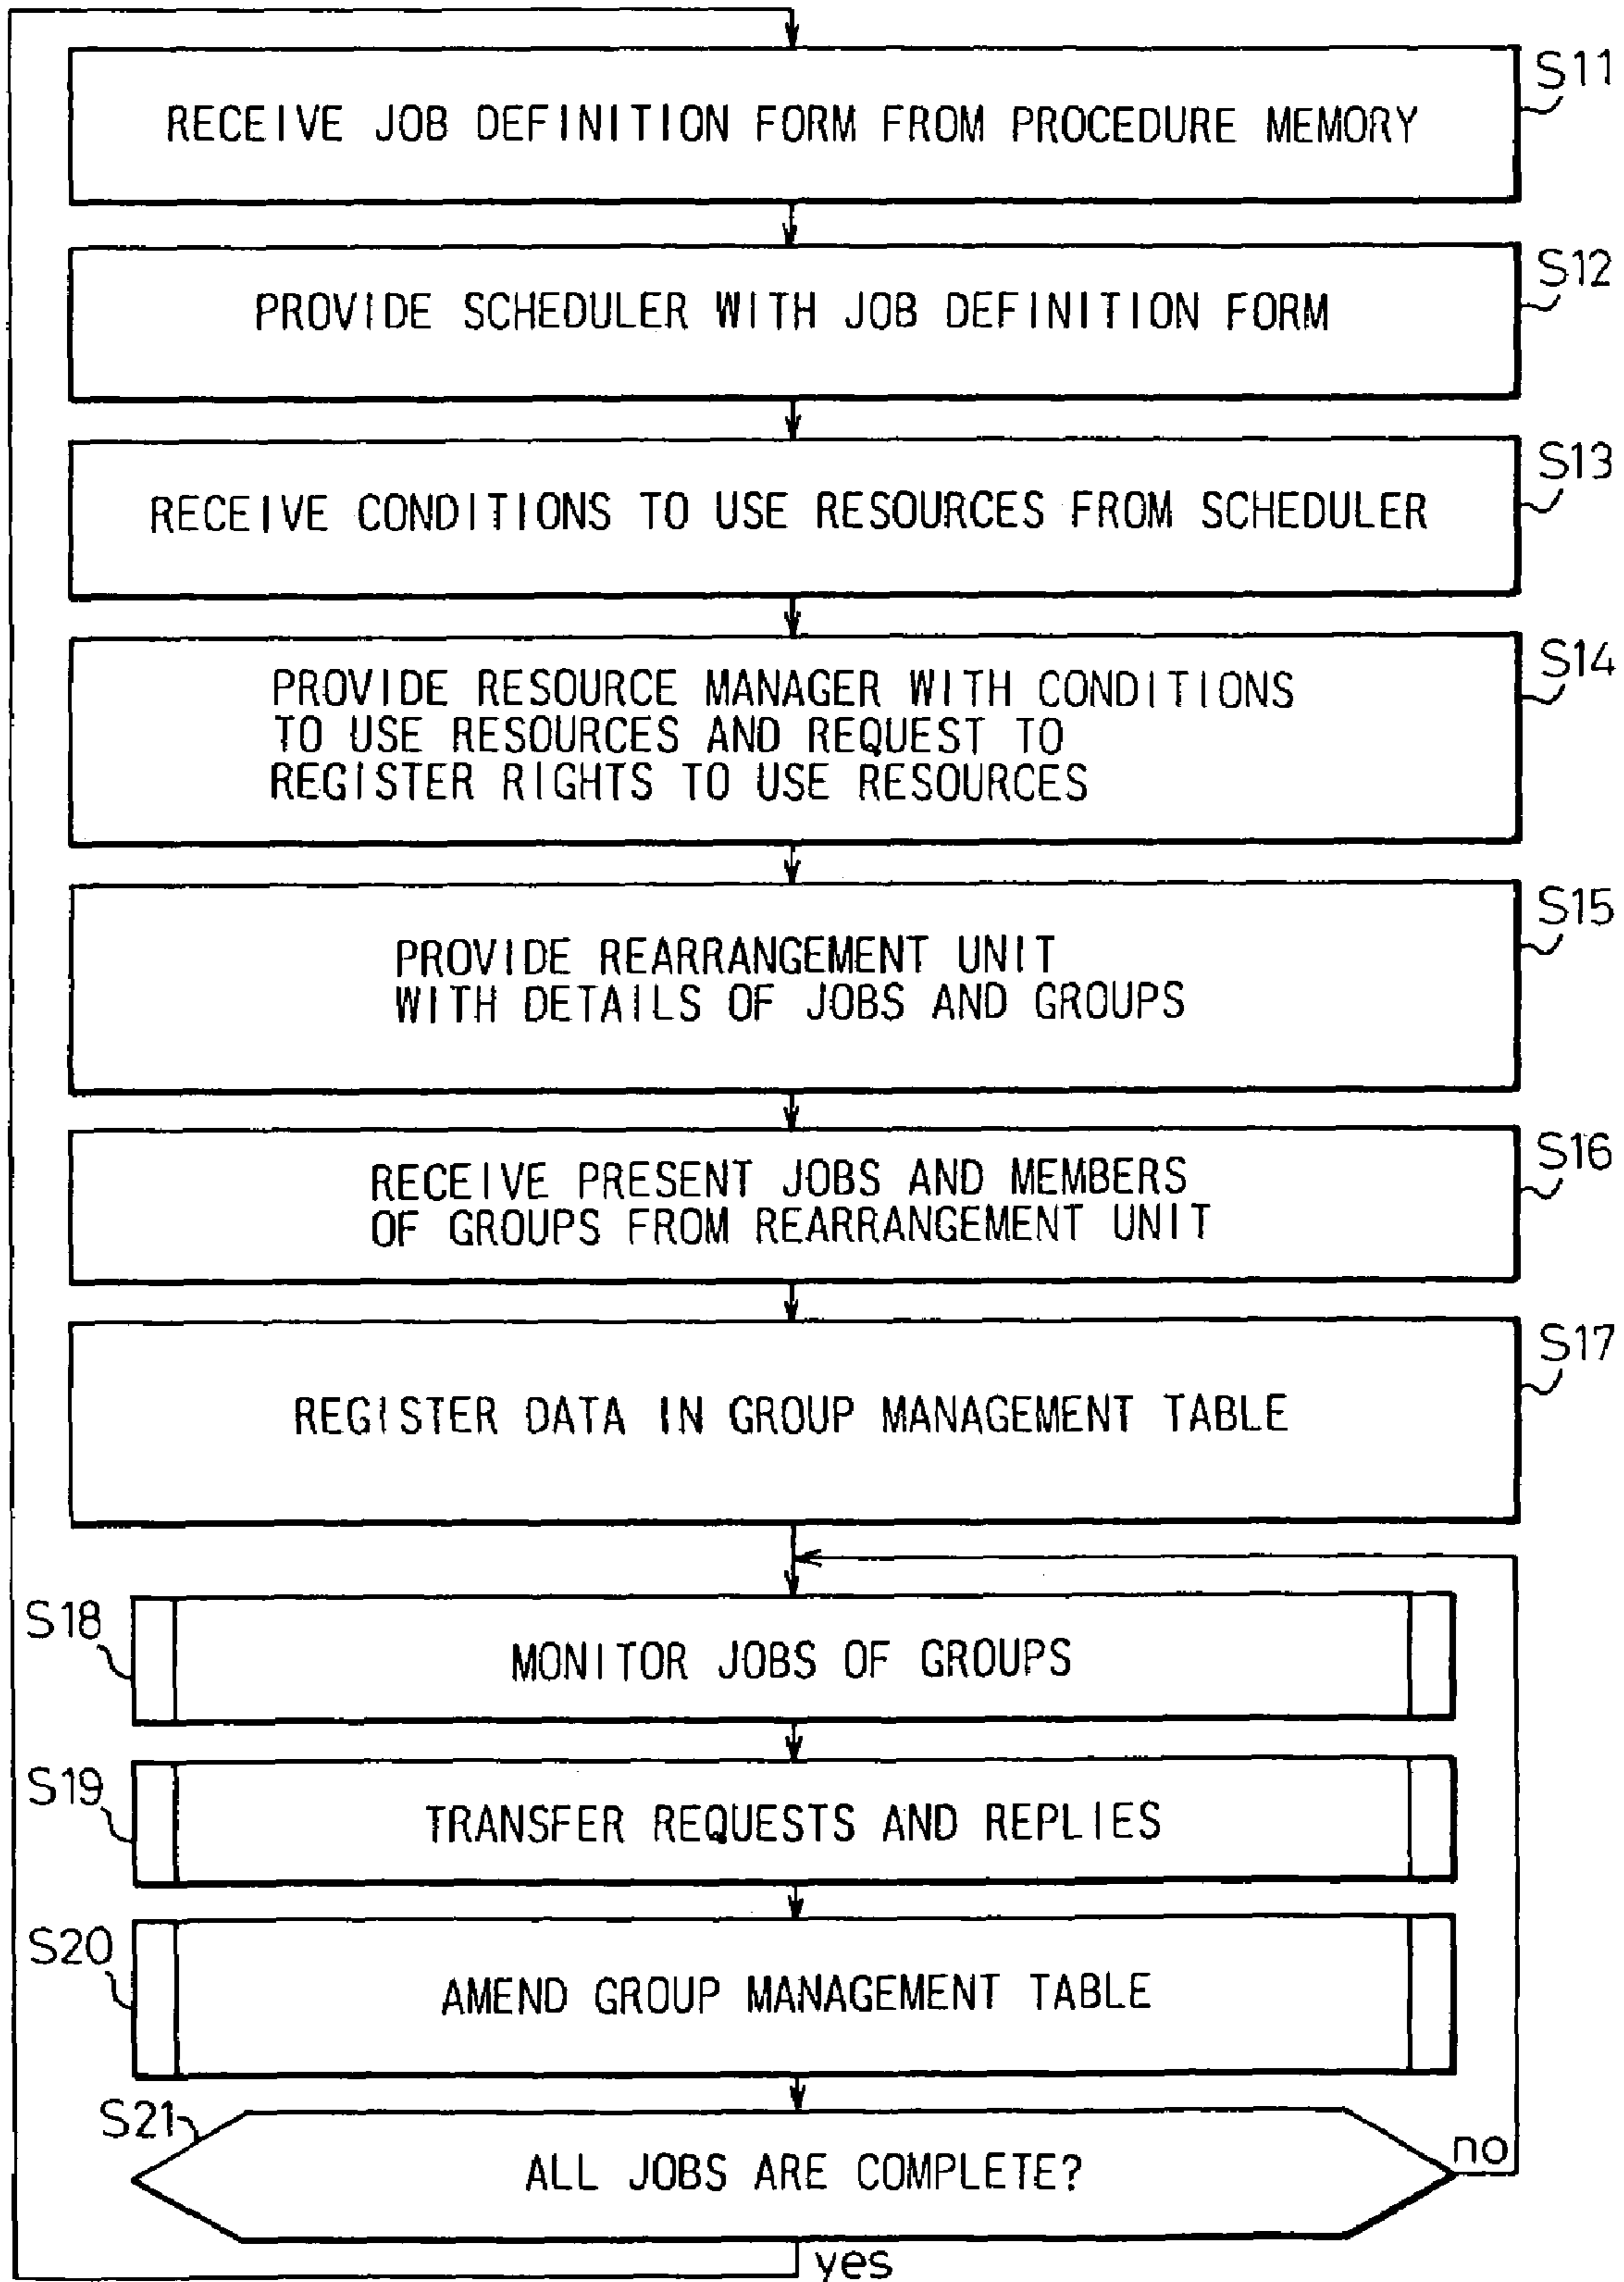 S11
RECEIVE JOB DEFINITION FORM FROM PROCEDURE MEMORY
S12
PROVIDE SCHEDULER WITH JOB DEFINITION FORM
S13
RECEIVE CONDITIONS TO USE RESOURCES FROM SCHEDULER
S14
PROVIDE RESOURCE MANAGER WITH CONDITIONS
TO USE RESOURCES AND REQUEST TO
REGISTER RIGHTS TO USE RESOURCES
S15
PROVIDE REARRANGEMENT UNIT
WITH DETAILS OF JOBS AND GROUPS
S16
RECEIVE PRESENT JOBS AND MEMBERS
OF GROUPS FROM REARRANGEMENT UNIT
S17
REGISTER DATA IN GROUP MANAGEMENT TABLE
S18
MONITOR JOBS OF GROUPS
S19
TRANSFER REQUESTS AND REPLIES
S20
AMEND GROUP MANAGEMENT TABLE
S21
ALL JOBS ARE COMPLETE?
no
yes